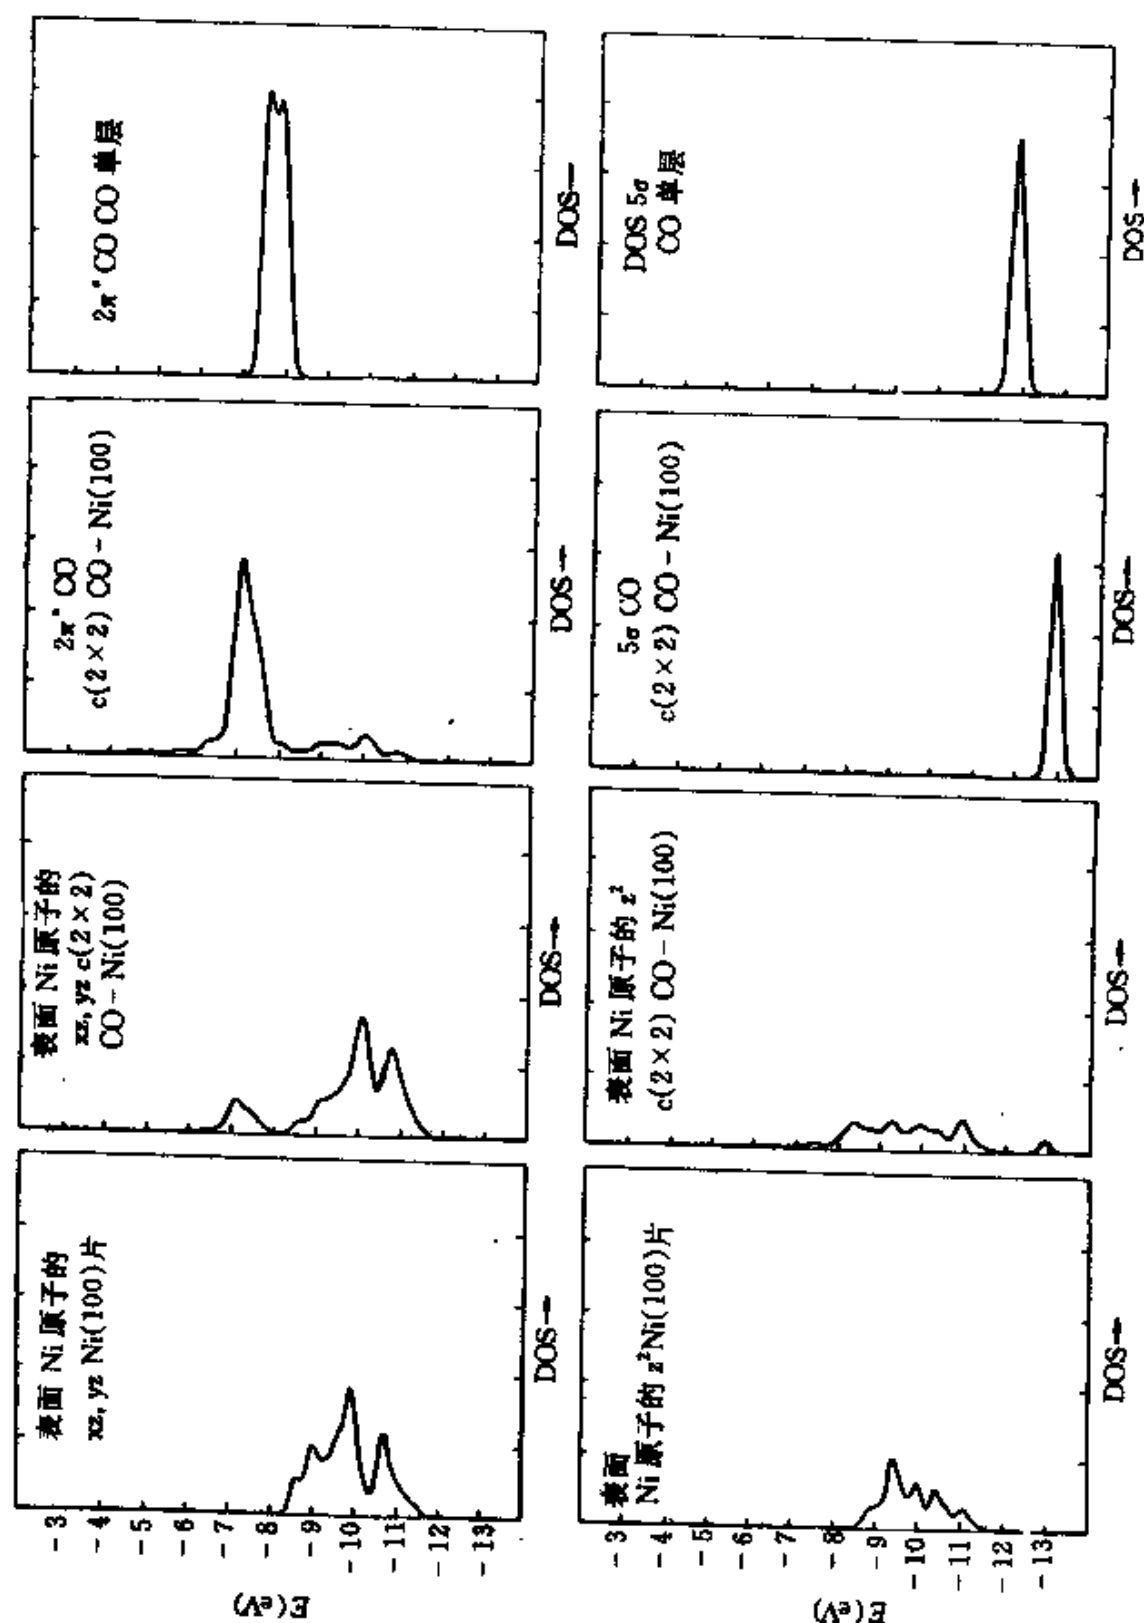 2π* CO CO 单层
DOS→
2π* CO
c(2×2) CO-Ni(100)
DOS→
表面 Ni 原子的
xz, yz c(2×2)
CO-Ni(100)
DOS→
表面 Ni 原子的
xz, yz Ni(100)片
DOS→
-3
-4
-5
-6
-7
-8
-9
-10
-11
-12
-13
E(eV)
DOS 5σ
CO 单层
DOS→
5σ CO
c(2×2) CO-Ni(100)
DOS→
表面 Ni 原子的 z²
c(2×2) CO-Ni(100)
DOS→
表面
Ni 原子的 z²Ni(100)片
DOS→
-3
-4
-5
-6
-7
-8
-9
-10
-11
-12
-13
E(eV)